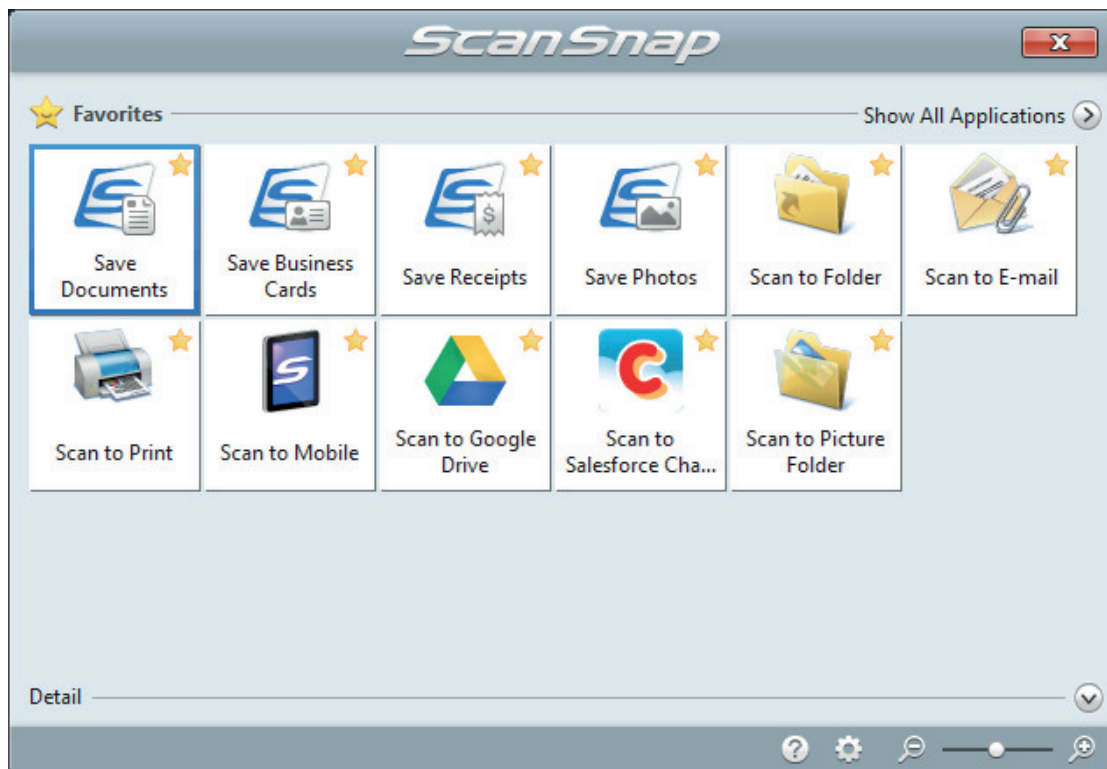 ScanSnap
Favorites
Show All Applications
Save
Documents
Save Business
Cards
Save Receipts
Save Photos
Scan to Folder
Scan to E-mail
Scan to Print
Scan to Mobile
Scan to Google
Drive
Scan to
Salesforce Cha...
Scan to Picture
Folder
Detail